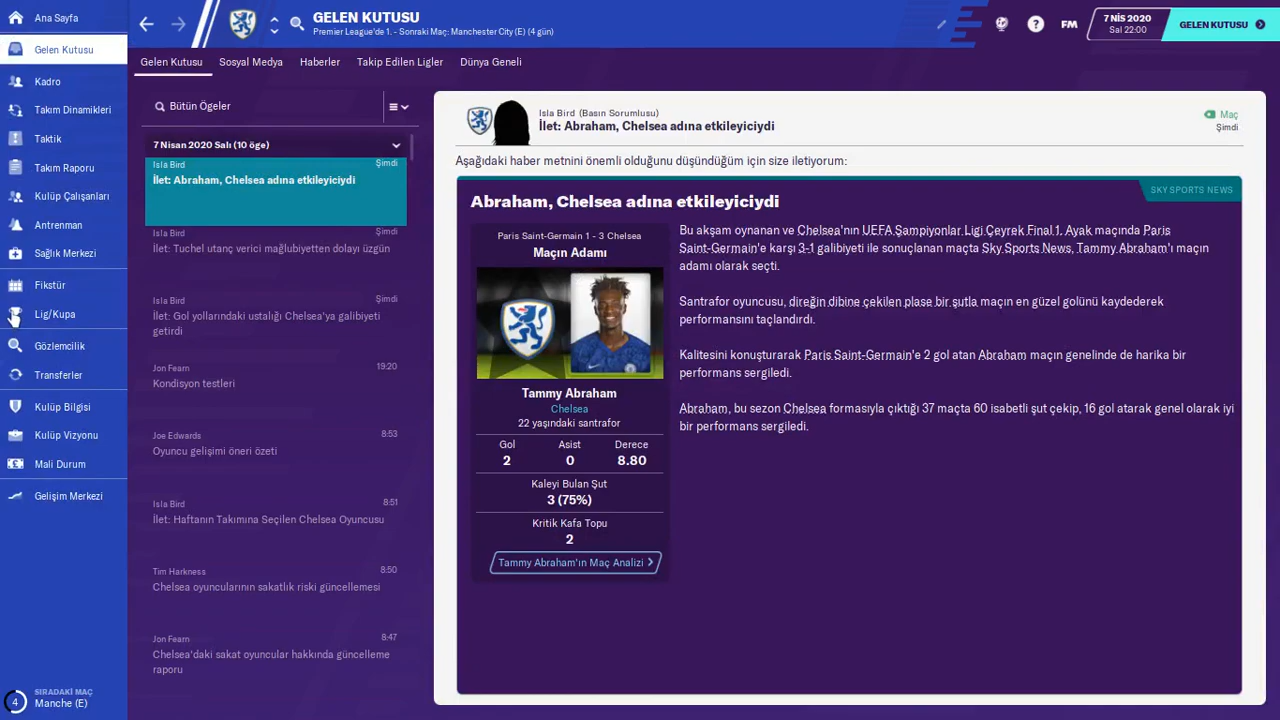 Ana Sayfa
GELEN KUTUSU
Premier League'de 1. - Sonraki Maç: Manchester City (E) (4 gün)
FM
7 NİS 2020
Sal 22:00
GELEN KUTUSU
Gelen Kutusu
Kadro
Takım Dinamikleri
Taktik
Takım Raporu
Kulüp Çalışanları
Antrenman
Sağlık Merkezi
Fikstür
Lig/Kupa
Gözlemcilik
Transferler
Kulüp Bilgisi
Kulüp Vizyonu
Mali Durum
Gelişim Merkezi
4
SIRADAKİ MAÇ
Manche (E)
Gelen Kutusu
Sosyal Medya
Haberler
Takip Edilen Ligler
Dünya Geneli
Bütün Ögeler
7 Nisan 2020 Salı (10 öge)
Isla Bird
Şimdi
İlet: Abraham, Chelsea adına etkileyiciydi
Isla Bird
Şimdi
İlet: Tuchel utanç verici mağlubiyetten dolayı üzgün
Isla Bird
Şimdi
İlet: Gol yollarındaki ustalığı Chelsea'ya galibiyeti
getirdi
Jon Fearn
19:20
Kondisyon testleri
Joe Edwards
8:53
Oyuncu gelişimi öneri özeti
Isla Bird
8:51
İlet: Haftanın Takımına Seçilen Chelsea Oyuncusu
Tim Harkness
8:50
Chelsea oyuncularının sakatlık riski güncellemesi
Jon Fearn
8:47
Chelsea'daki sakat oyuncular hakkında güncelleme
raporu
Isla Bird (Basın Sorumlusu)
İlet: Abraham, Chelsea adına etkileyiciydi
Maç
Şimdi
Aşağıdaki haber metnini önemli olduğunu düşündüğüm için size iletiyorum:
SKY SPORTS NEWS
Abraham, Chelsea adına etkileyiciydi
Paris Saint-Germain 1 - 3 Chelsea
Maçın Adamı
Tammy Abraham
Chelsea
22 yaşındaki santrafor
Gol
Asist
Derece
2
0
8.80
Kaleyi Bulan Şut
3 (75%)
Kritik Kafa Topu
2
Tammy Abraham'ın Maç Analizi
Bu akşam oynanan ve Chelsea'nın UEFA Şampiyonlar Ligi Çeyrek Final 1. Ayak maçında Paris
Saint-Germain'e karşı 3-1 galibiyeti ile sonuçlanan maçta Sky Sports News, Tammy Abraham'ı maçın
adamı olarak seçti.
Santrafor oyuncusu, direğin dibine çekilen plase bir şutla maçın en güzel golünü kaydederek
performansını taçlandırdı.
Kalitesini konuşturarak Paris Saint-Germain'e 2 gol atan Abraham maçın genelinde de harika bir
performans sergiledi.
Abraham, bu sezon Chelsea formasıyla çıktığı 37 maçta 60 isabetli şut çekip, 16 gol atarak genel olarak iyi
bir performans sergiledi.